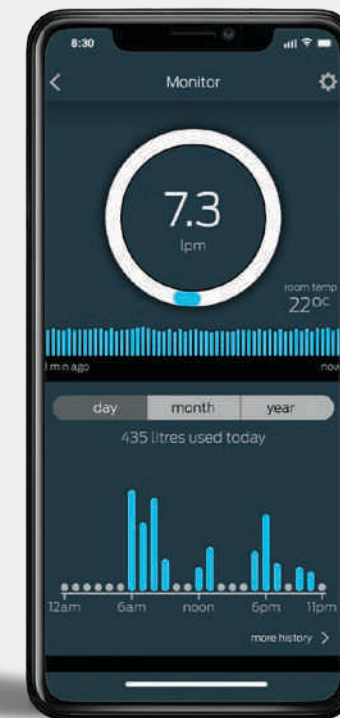 8:30
Monitor
7.3
lpm
room temp
22ºc
1 min ago now
day month year
435 litres used today
12am 6am noon 6pm 11pm
more history >